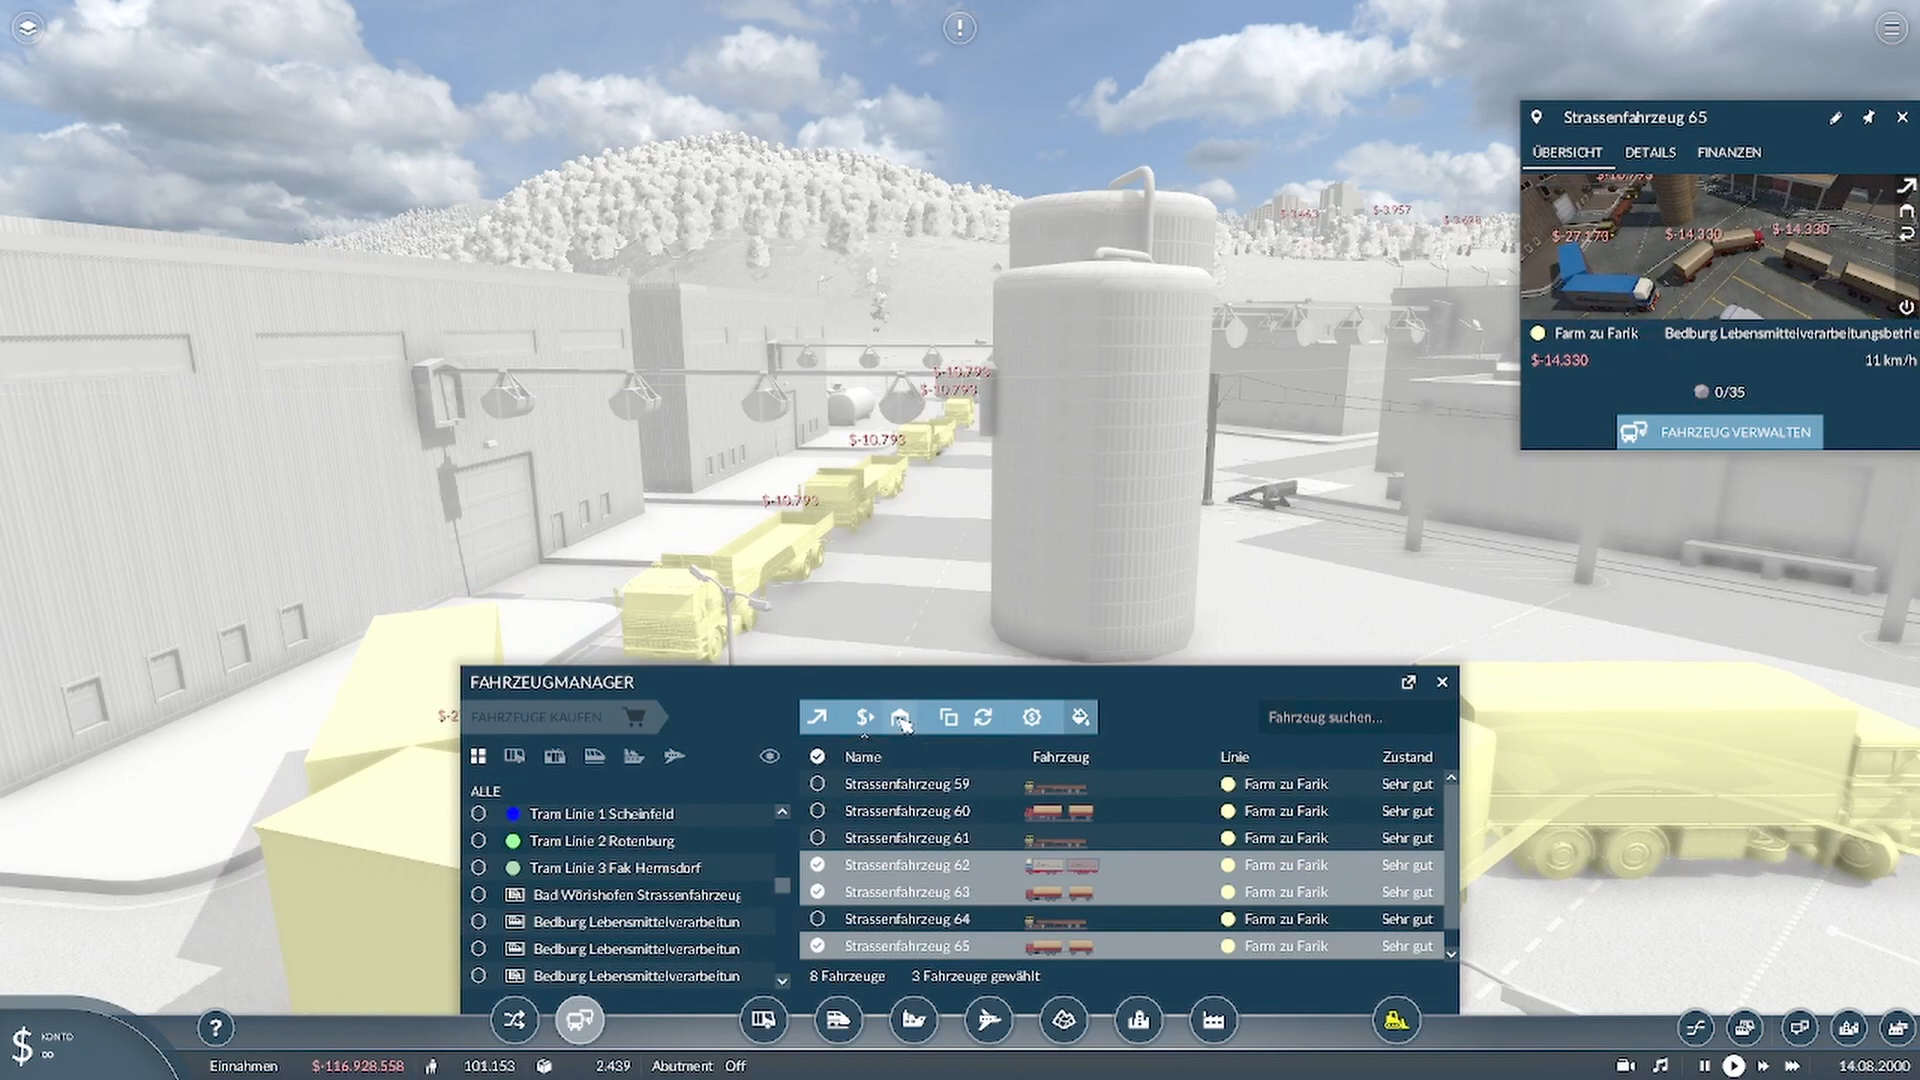 !
Strassenfahrzeug 65
ÜBERSICHT DETAILS FINANZEN
$-27.173
$-14.330
$-14.330
Farm zu Farik Bedburg Lebensmittelverarbeitungsbetrie
$-14.330 11 km/h
0/35
FAHRZEUG VERWALTEN
$-3.957
$-10.793
$-10.793
$-10.793
$-10.793
FAHRZEUGMANAGER
FAHRZEUGE KAUFEN
Fahrzeug suchen...
Name Fahrzeug Linie Zustand
ALLE
Tram Linie 1 Scheinfeld
Tram Linie 2 Rotenburg
Tram Linie 3 Fak Hermsdorf
Bad Wörishofen Strassenfahrzeug
Bedburg Lebensmittelverarbeitun
Bedburg Lebensmittelverarbeitun
Bedburg Lebensmittelverarbeitun
Strassenfahrzeug 59 Farm zu Farik Sehr gut
Strassenfahrzeug 60 Farm zu Farik Sehr gut
Strassenfahrzeug 61 Farm zu Farik Sehr gut
Strassenfahrzeug 62 Farm zu Farik Sehr gut
Strassenfahrzeug 63 Farm zu Farik Sehr gut
Strassenfahrzeug 64 Farm zu Farik Sehr gut
Strassenfahrzeug 65 Farm zu Farik Sehr gut
8 Fahrzeuge 3 Fahrzeuge gewählt
$ KONTO
∞
?
Einnahmen $-116.928.558 101.153 2.439 Abutment Off 14.08.2000